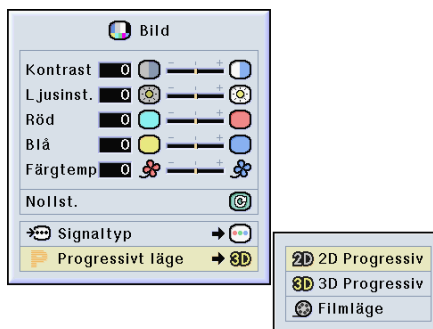 Bild
Kontrast 0
Ljusinst. 0
Röd 0
Blå 0
Färgtemp 0
Nollst.
Signaltyp
P Progressivt läge 3D
2D 2D Progressiv
3D 3D Progressiv
Filmläge